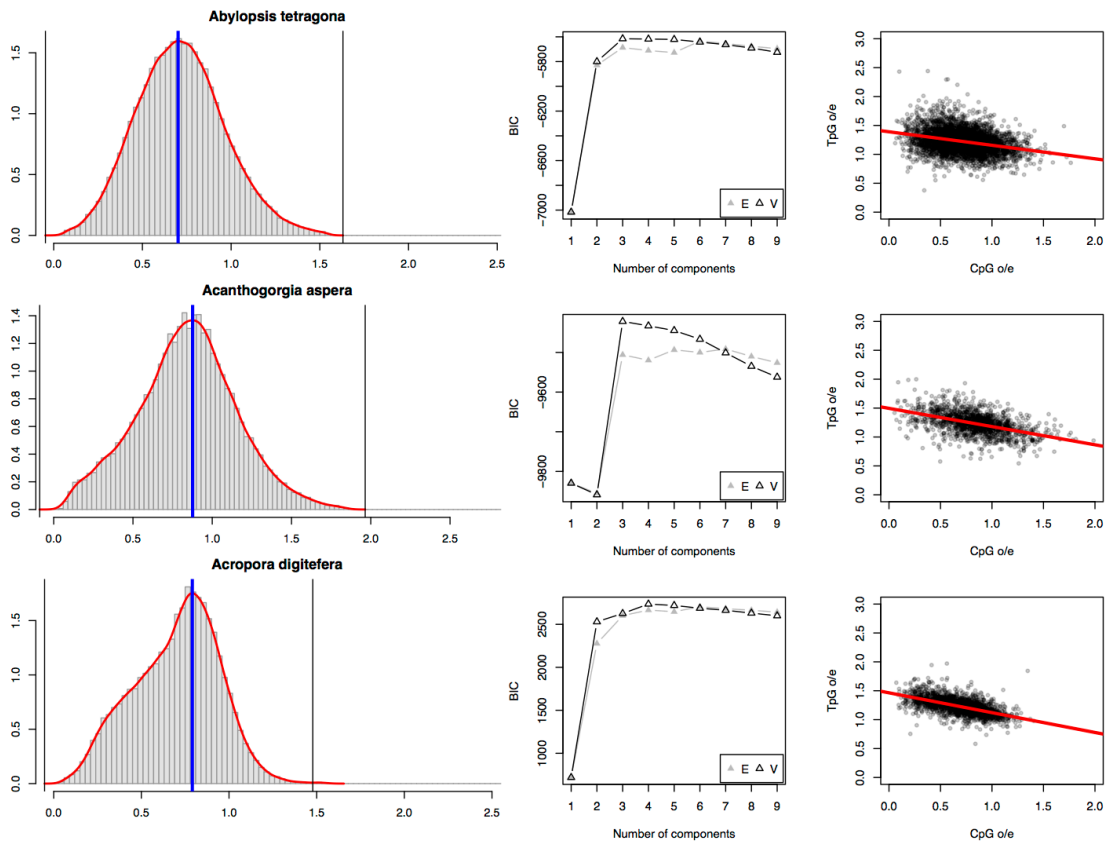 Abylopsis tetragona
0.0 0.5 1.0 1.5
0.0 0.5 1.0 1.5 2.0 2.5
BIC
−7000 −6600 −6200 −5800
1 2 3 4 5 6 7 8 9
Number of components
E V
TpG o/e
0.0 0.5 1.0 1.5 2.0 2.5 3.0
0.0 0.5 1.0 1.5 2.0
CpG o/e
Acanthogorgia aspera
0.0 0.2 0.4 0.6 0.8 1.0 1.2 1.4
0.0 0.5 1.0 1.5 2.0 2.5
BIC
−9800 −9600
1 2 3 4 5 6 7 8 9
Number of components
E V
TpG o/e
0.0 0.5 1.0 1.5 2.0 2.5 3.0
0.0 0.5 1.0 1.5 2.0
CpG o/e
Acropora digitefera
0.0 0.5 1.0 1.5
0.0 0.5 1.0 1.5 2.0 2.5
BIC
1000 1500 2000 2500
1 2 3 4 5 6 7 8 9
Number of components
E V
TpG o/e
0.0 0.5 1.0 1.5 2.0 2.5 3.0
0.0 0.5 1.0 1.5 2.0
CpG o/e